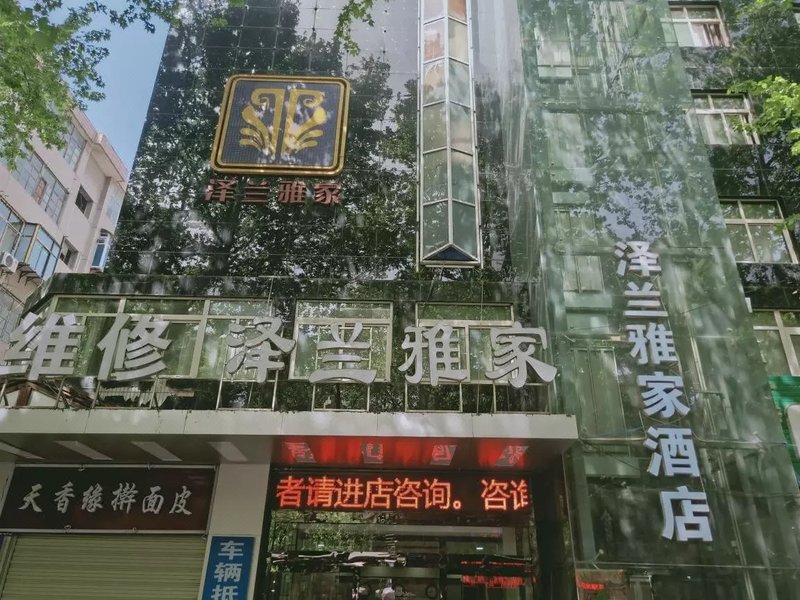 泽兰雅家
维修 泽兰雅家
泽兰雅家酒店
天香缘擀面皮
者请进店咨询。咨询
车辆抵